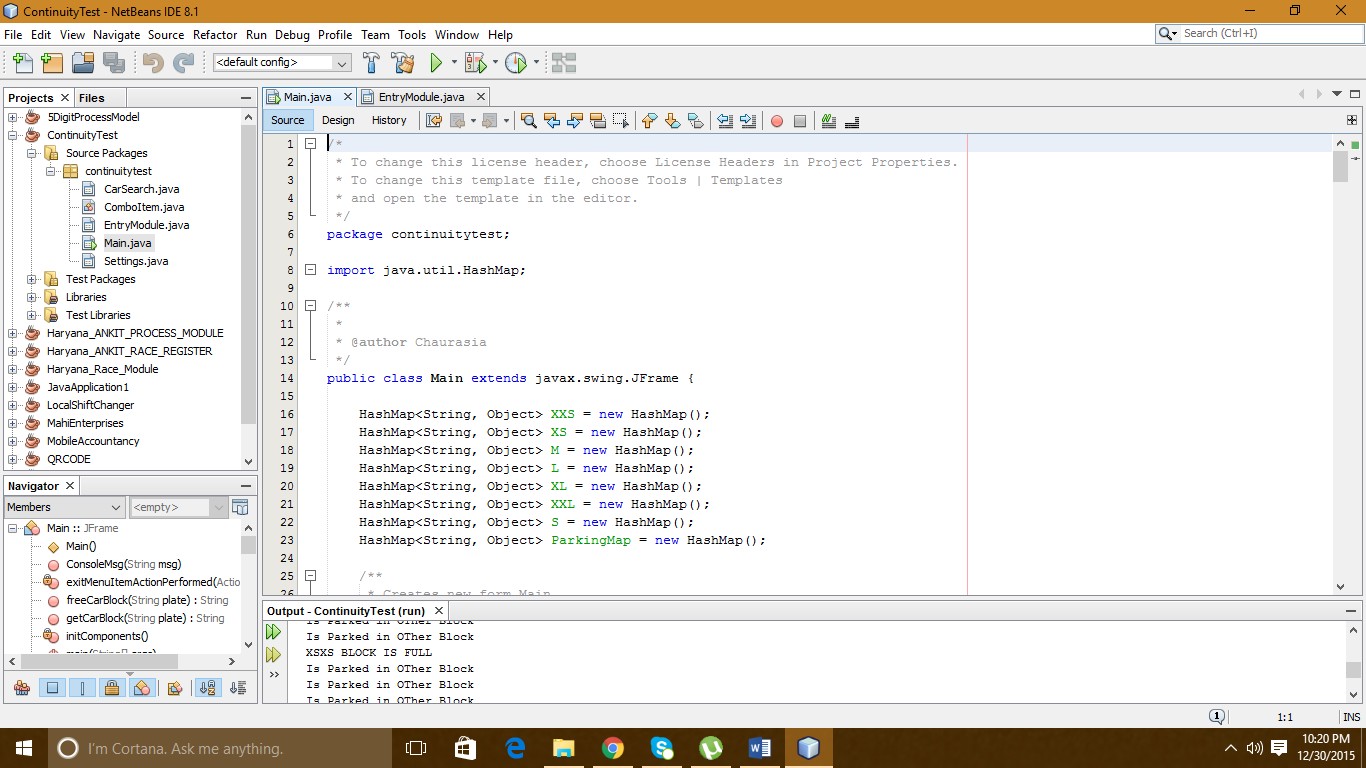 ContinuityTest - NetBeans IDE 8.1
File Edit View Navigate Source Refactor Run Debug Profile Team Tools Window Help
Search (Ctrl+I)
<default config>
Projects
Files
5DigitProcessModel
ContinuityTest
Source Packages
continuitytest
CarSearch.java
ComboItem.java
EntryModule.java
Main.java
Settings.java
Test Packages
Libraries
Test Libraries
Haryana_ANKIT_PROCESS_MODULE
Haryana_ANKIT_RACE_REGISTER
Haryana_Race_Module
JavaApplication1
LocalShiftChanger
MahiEnterprises
MobileAccountancy
QRCODE
Navigator
Members
<empty>
Main :: JFrame
Main()
ConsoleMsg(String msg)
exitMenuItemActionPerformed(Actio
freeCarBlock(String plate) : String
getCarBlock(String plate) : String
initComponents()
main(String[] args)
Main.java
EntryModule.java
Source
Design
History
1 /*
2 * To change this license header, choose License Headers in Project Properties.
3 * To change this template file, choose Tools | Templates
4 * and open the template in the editor.
5 */
6 package continuitytest;
7
8 import java.util.HashMap;
9
10 /**
11 *
12 * @author Chaurasia
13 */
14 public class Main extends javax.swing.JFrame {
15
16 HashMap<String, Object> XXS = new HashMap();
17 HashMap<String, Object> XS = new HashMap();
18 HashMap<String, Object> M = new HashMap();
19 HashMap<String, Object> L = new HashMap();
20 HashMap<String, Object> XL = new HashMap();
21 HashMap<String, Object> XXL = new HashMap();
22 HashMap<String, Object> S = new HashMap();
23 HashMap<String, Object> ParkingMap = new HashMap();
24
25 /**
26 * Creates new form Main
Output - ContinuityTest (run)
Is Parked in OTher Block
Is Parked in OTher Block
XSXS BLOCK IS FULL
Is Parked in OTher Block
Is Parked in OTher Block
Is Parked in OTher Block
1
1:1
INS
I'm Cortana. Ask me anything.
10:20 PM
12/30/2015